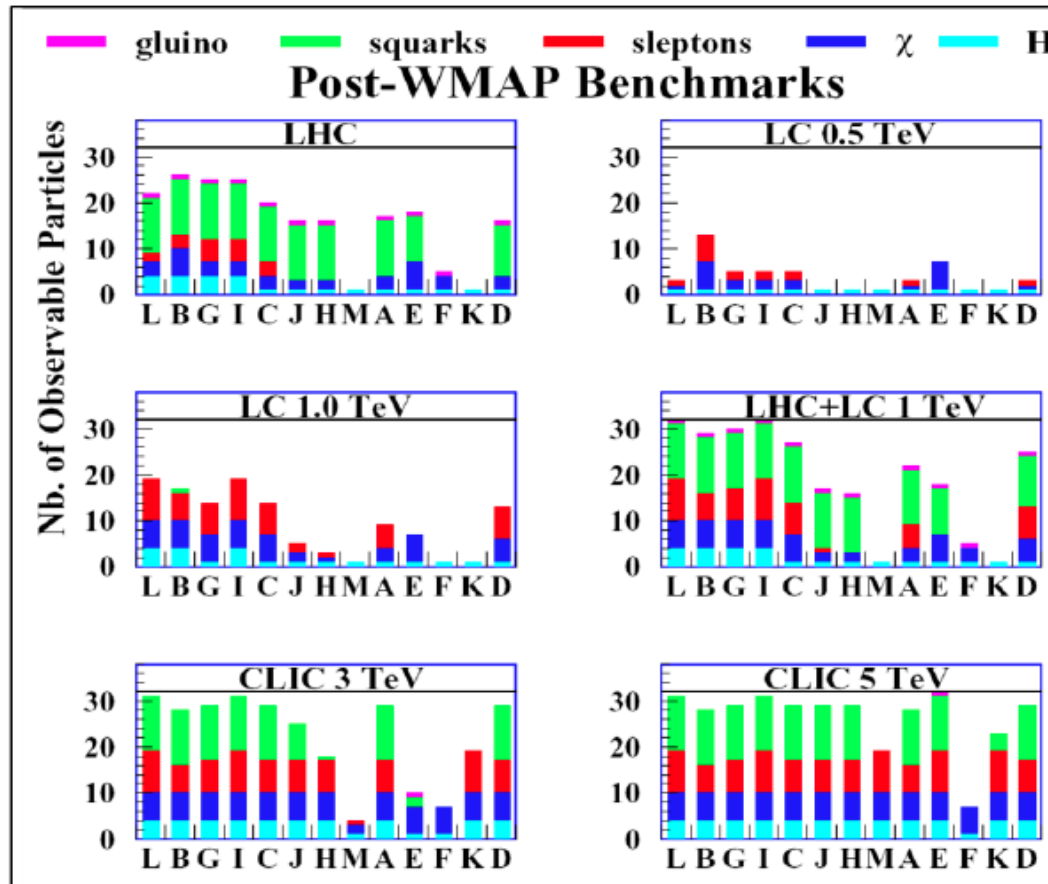 gluino squarks sleptons χ H
Post-WMAP Benchmarks
Nb. of Observable Particles
LHC
30
20
10
0
L B G I C J H M A E F K D
LC 0.5 TeV
30
20
10
0
L B G I C J H M A E F K D
LC 1.0 TeV
30
20
10
0
L B G I C J H M A E F K D
LHC+LC 1 TeV
30
20
10
0
L B G I C J H M A E F K D
CLIC 3 TeV
30
20
10
0
L B G I C J H M A E F K D
CLIC 5 TeV
30
20
10
0
L B G I C J H M A E F K D